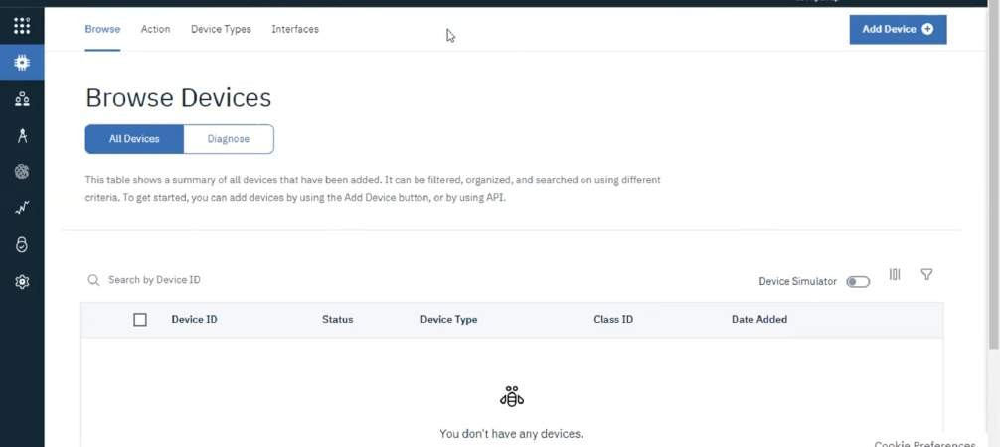 Browse Action Device Types Interfaces Add Device
Browse Devices
All Devices Diagnose
This table shows a summary of all devices that have been added. It can be filtered, organized, and searched on using different
criteria. To get started, you can add devices by using the Add Device button, or by using API.
Search by Device ID Device Simulator
Device ID Status Device Type Class ID Date Added
You don't have any devices.
Cookie Preferences